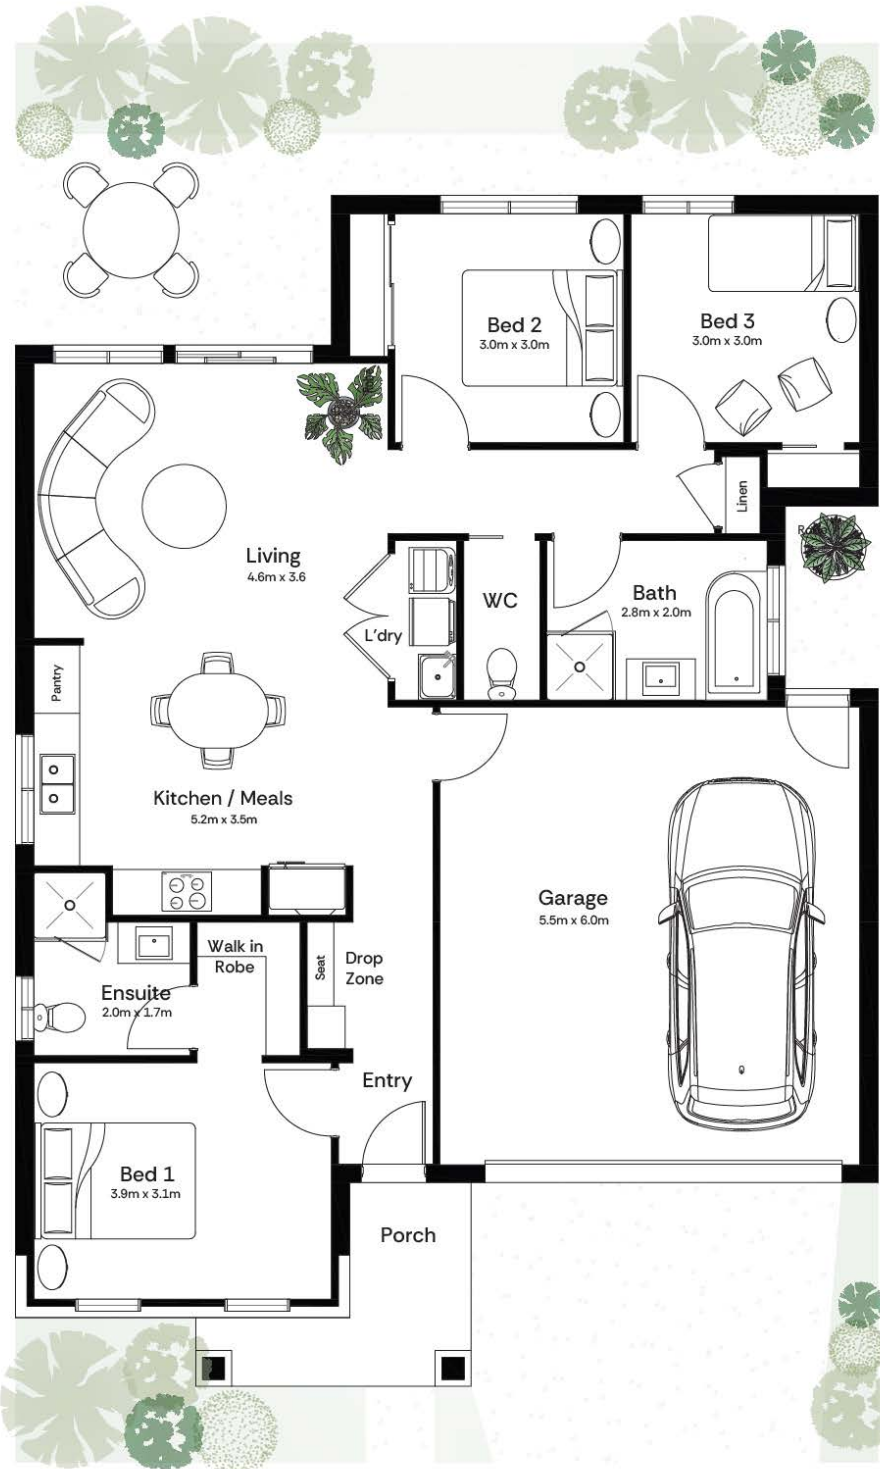 Bed 2
3.0m x 3.0m
Bed 3
3.0m x 3.0m
Linen
Living
4.6m x 3.6
L'dry
WC
Bath
2.8m x 2.0m
Pantry
Kitchen / Meals
5.2m x 3.5m
Garage
5.5m x 6.0m
Walk in
Robe
Seat
Drop
Zone
Ensuite
2.0m x 1.7m
Entry
Bed 1
3.9m x 3.1m
Porch